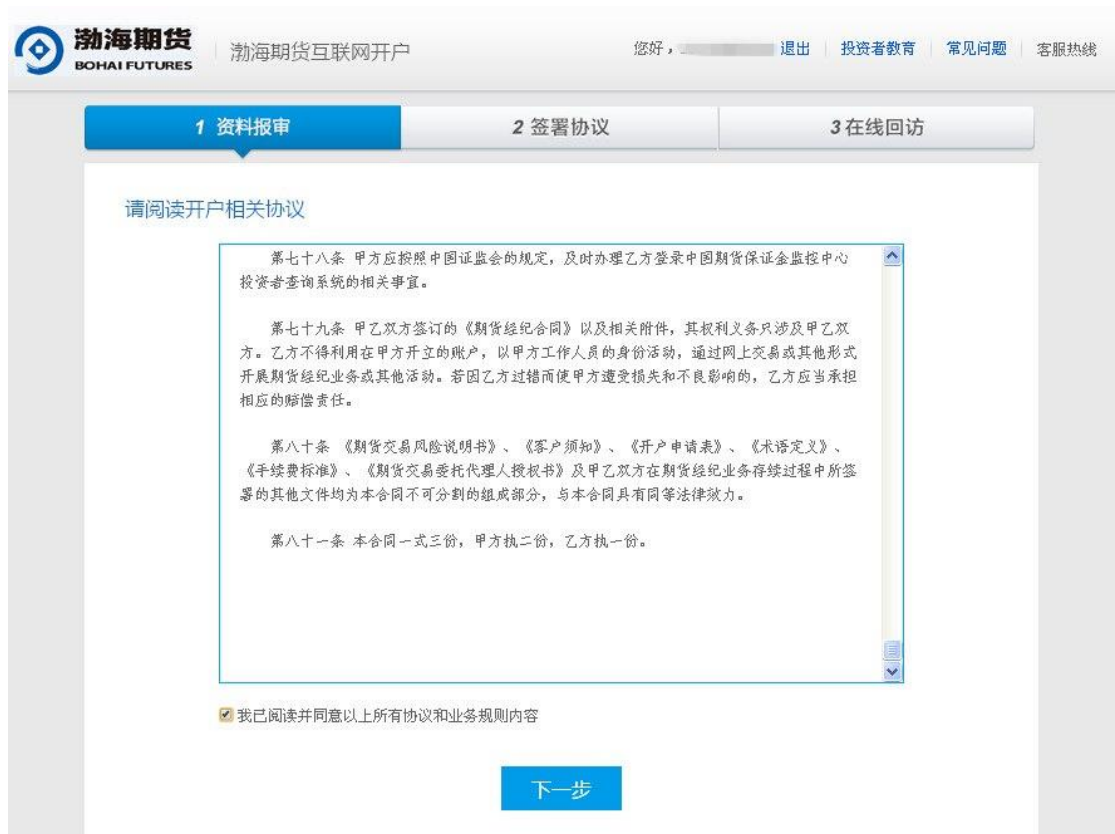 渤海期货
BOHAI FUTURES
渤海期货互联网开户
您好，
退出
投资者教育
常见问题
客服热线
1 资料报审
2 签署协议
3 在线回访
请阅读开户相关协议
第七十八条 甲方应按照中国证监会的规定，及时办理乙方登录中国期货保证金监控中心
投资者查询系统的相关事宜。
第七十九条 甲乙双方签订的《期货经纪合同》以及相关附件，其权利义务只涉及甲乙双
方。乙方不得利用在甲方开立的账户，以甲方工作人员的身份活动，通过网上交易或其他形式
开展期货经纪业务或其他活动。若因乙方过错而使甲方遭受损失和不良影响的，乙方应当承担
相应的赔偿责任。
第八十条 《期货交易风险说明书》、《客户须知》、《开户申请表》、《术语定义》、
《手续费标准》、《期货交易委托代理人授权书》及甲乙双方在期货经纪业务存续过程中所签
署的其他文件均为本合同不可分割的组成部分，与本合同具有同等法律效力。
第八十一条 本合同一式三份，甲方执二份，乙方执一份。
我已阅读并同意以上所有协议和业务规则内容
下一步